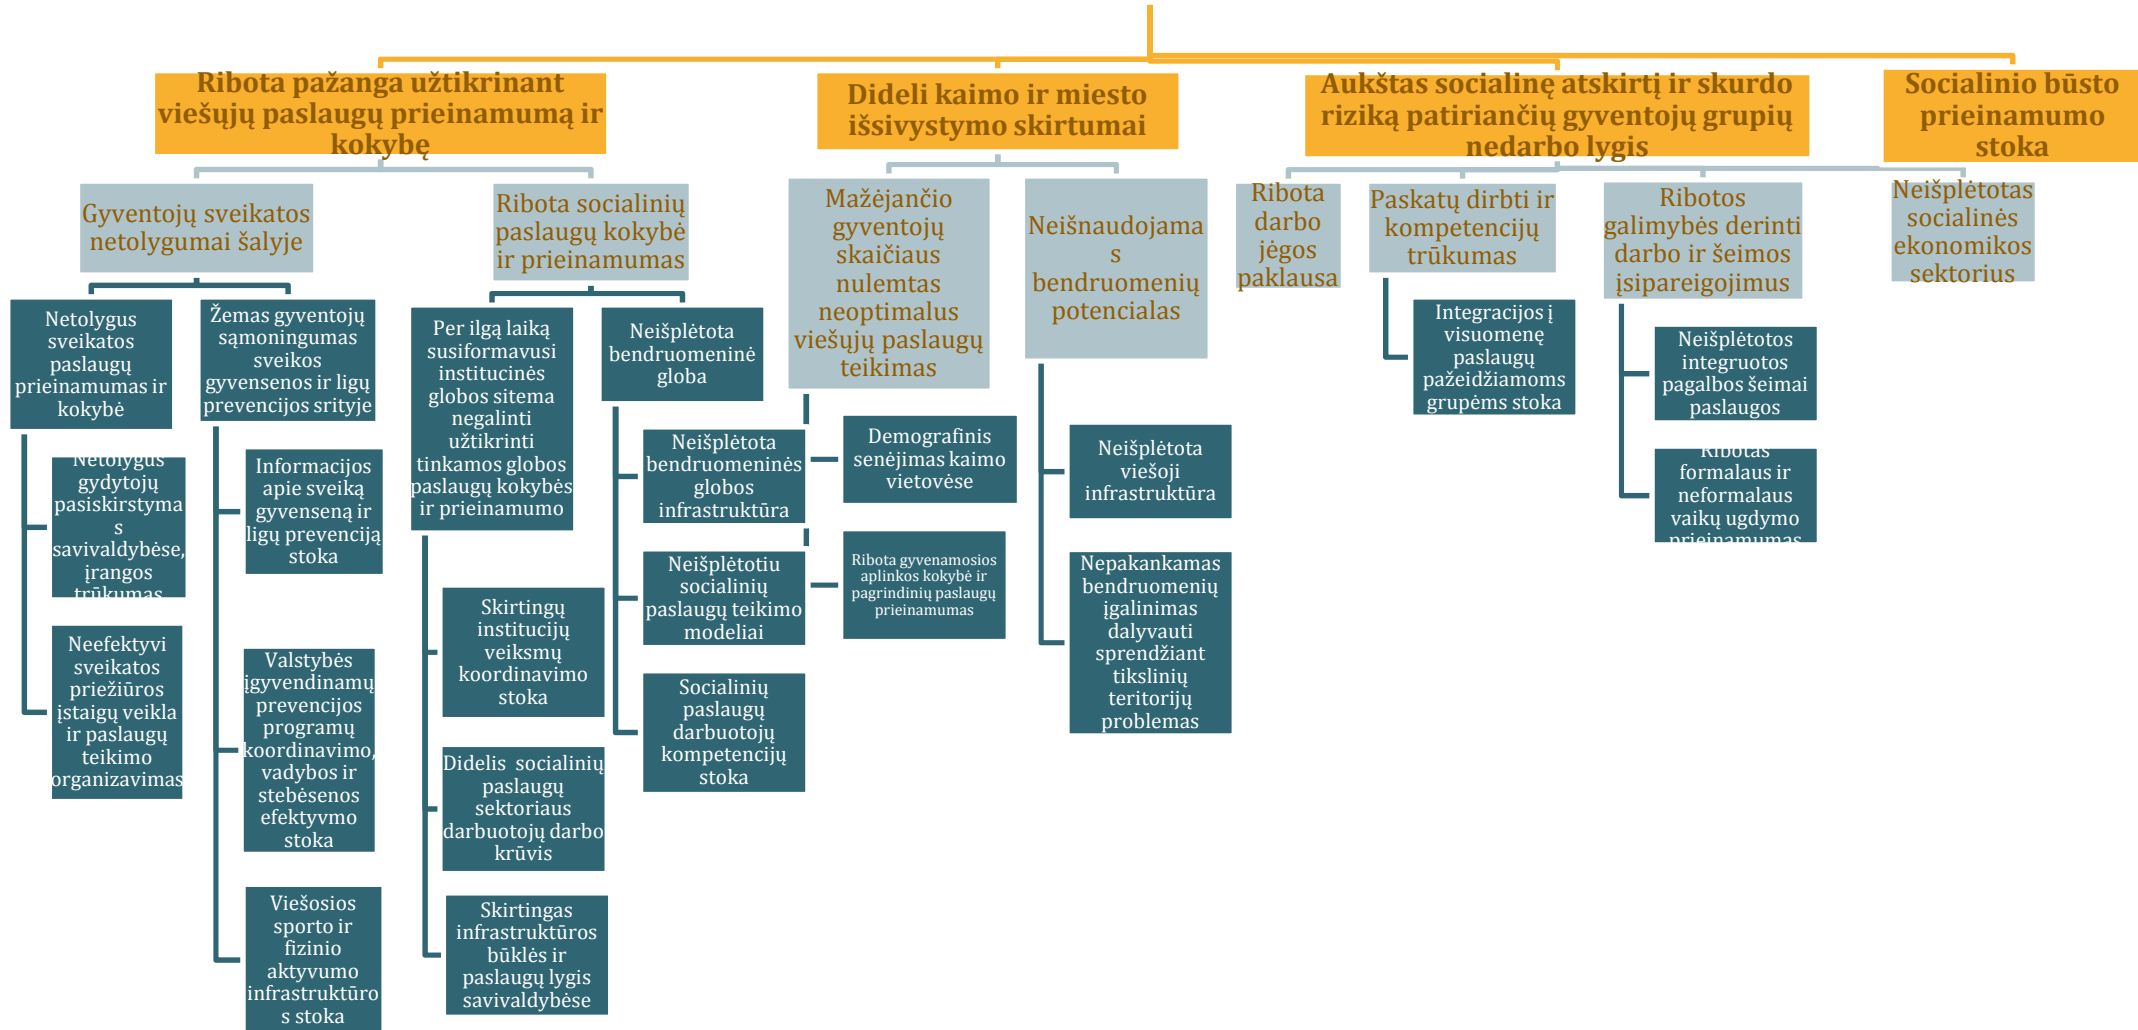 Ribota pažanga užtikrinant
viešųjų paslaugų prieinamumą ir
kokybę
Dideli kaimo ir miesto
išsivystymo skirtumai
Aukštas socialinę atskirtį ir skurdo
riziką patiriančių gyventojų grupių
nedarbo lygis
Socialinio būsto
prieinamumo
stoka
Gyventojų sveikatos
netolygumai šalyje
Ribota socialinių
paslaugų kokybė
ir prieinamumas
Mažėjančio
gyventojų
skaičiaus
nulemtas
neoptimalus
viešųjų paslaugų
teikimas
Neišnaudojama
s
bendruomenių
potencialas
Ribota
darbo
jėgos
paklausa
Paskatų dirbti ir
kompetencijų
trūkumas
Ribotos
galimybės derinti
darbo ir šeimos
įsipareigojimus
Neišplėtotas
socialinės
ekonomikos
sektorius
Netolygus
sveikatos
paslaugų
prieinamumas ir
kokybė
Žemas gyventojų
sąmoningumas
sveikos
gyvensenos ir ligų
prevencijos srityje
Per ilgą laiką
susiformavusi
institucinės
globos sitema
negalinti
užtikrinti
tinkamos globos
paslaugų kokybės
ir prieinamumo
Neišplėtota
bendruomeninė
globa
Integracijos į
visuomenę
paslaugų
pažeidžiamoms
grupėms stoka
Neišplėtotos
integruotos
pagalbos šeimai
paslaugos
Ribotas
formalaus ir
neformalaus
vaikų ugdymo
prieinamumas
Netolygus
gydytojų
pasiskirstyma
s
savivaldybėse,
įrangos
trūkumas
Informacijos
apie sveiką
gyvenseną ir
ligų prevenciją
stoka
Neišplėtota
bendruomeninės
globos
infrastruktūra
Demografinis
senėjimas kaimo
vietovėse
Neišplėtota
viešoji
infrastruktūra
Neefektyvi
sveikatos
priežiūros
įstaigų veikla
ir paslaugų
teikimo
organizavimas
Valstybės
įgyvendinamų
prevencijos
programų
koordinavimo,
vadybos ir
stebėsenos
efektyvmo
stoka
Skirtingų
institucijų
veiksmų
koordinavimo
stoka
Neišplėtotiu
socialinių
paslaugų teikimo
modeliai
Ribota gyvenamosios
aplinkos kokybė ir
pagrindinių paslaugų
prieinamumas
Nepakankamas
bendruomenių
įgalinimas
dalyvauti
sprendžiant
tikslinių
teritorijų
problemas
Socialinių
paslaugų
darbuotojų
kompetencijų
stoka
Didelis socialinių
paslaugų
sektoriaus
darbuotojų darbo
krūvis
Viešosios
sporto ir
fizinio
aktyvumo
infrastruktūro
s stoka
Skirtingas
infrastruktūros
būklės ir
paslaugų lygis
savivaldybėse